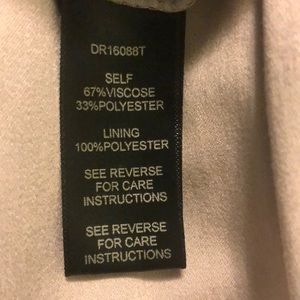 DR16088T
SELF
67%VISCOSE
33%POLYESTER
LINING
100%POLYESTER
SEE REVERSE
FOR CARE
INSTRUCTIONS
SEE REVERSE
FOR CARE
INSTRUCTIONS